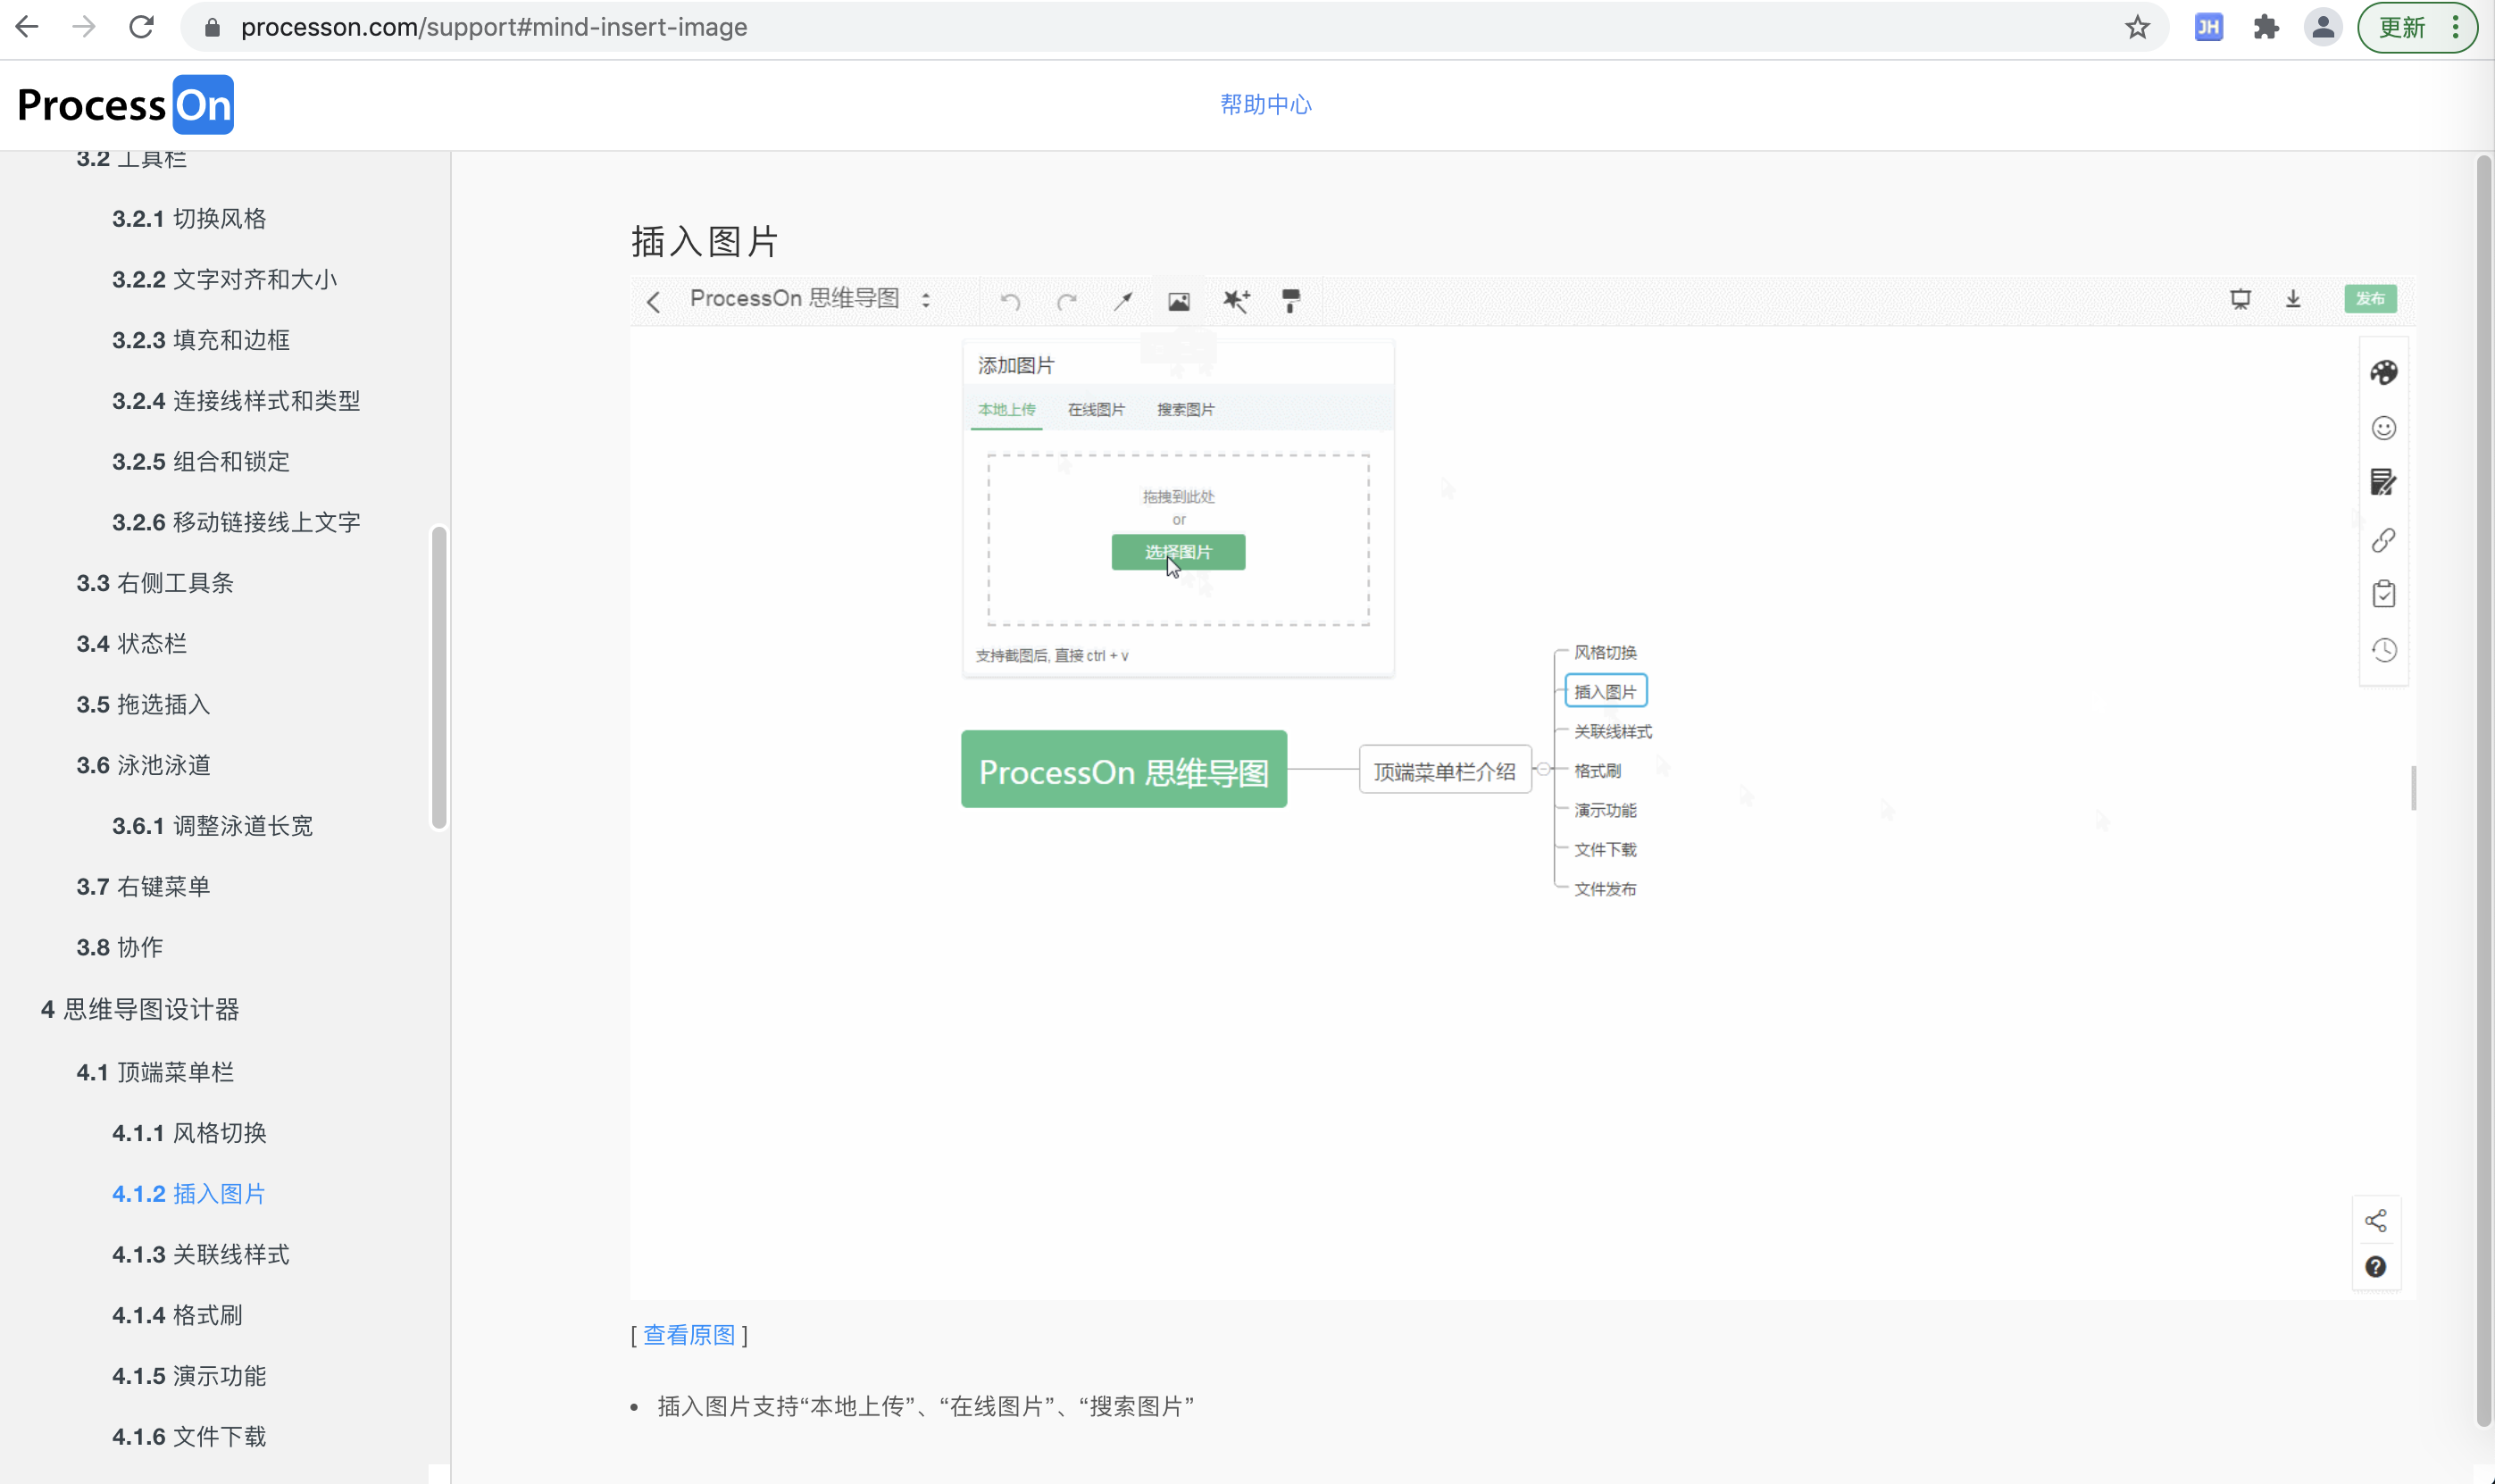 processon.com/support#mind-insert-image
JH
更新
ProcessOn
帮助中心
3.2 工具栏
3.2.1 切换风格
3.2.2 文字对齐和大小
3.2.3 填充和边框
3.2.4 连接线样式和类型
3.2.5 组合和锁定
3.2.6 移动链接线上文字
3.3 右侧工具条
3.4 状态栏
3.5 拖选插入
3.6 泳池泳道
3.6.1 调整泳道长宽
3.7 右键菜单
3.8 协作
4 思维导图设计器
4.1 顶端菜单栏
4.1.1 风格切换
4.1.2 插入图片
4.1.3 关联线样式
4.1.4 格式刷
4.1.5 演示功能
4.1.6 文件下载
插入图片
ProcessOn 思维导图
发布
添加图片
本地上传 在线图片 搜索图片
拖拽到此处
or
选择图片
支持截图后, 直接 ctrl + v
ProcessOn 思维导图
顶端菜单栏介绍
风格切换
插入图片
关联线样式
格式刷
演示功能
文件下载
文件发布
[ 查看原图 ]
• 插入图片支持“本地上传”、“在线图片”、“搜索图片”